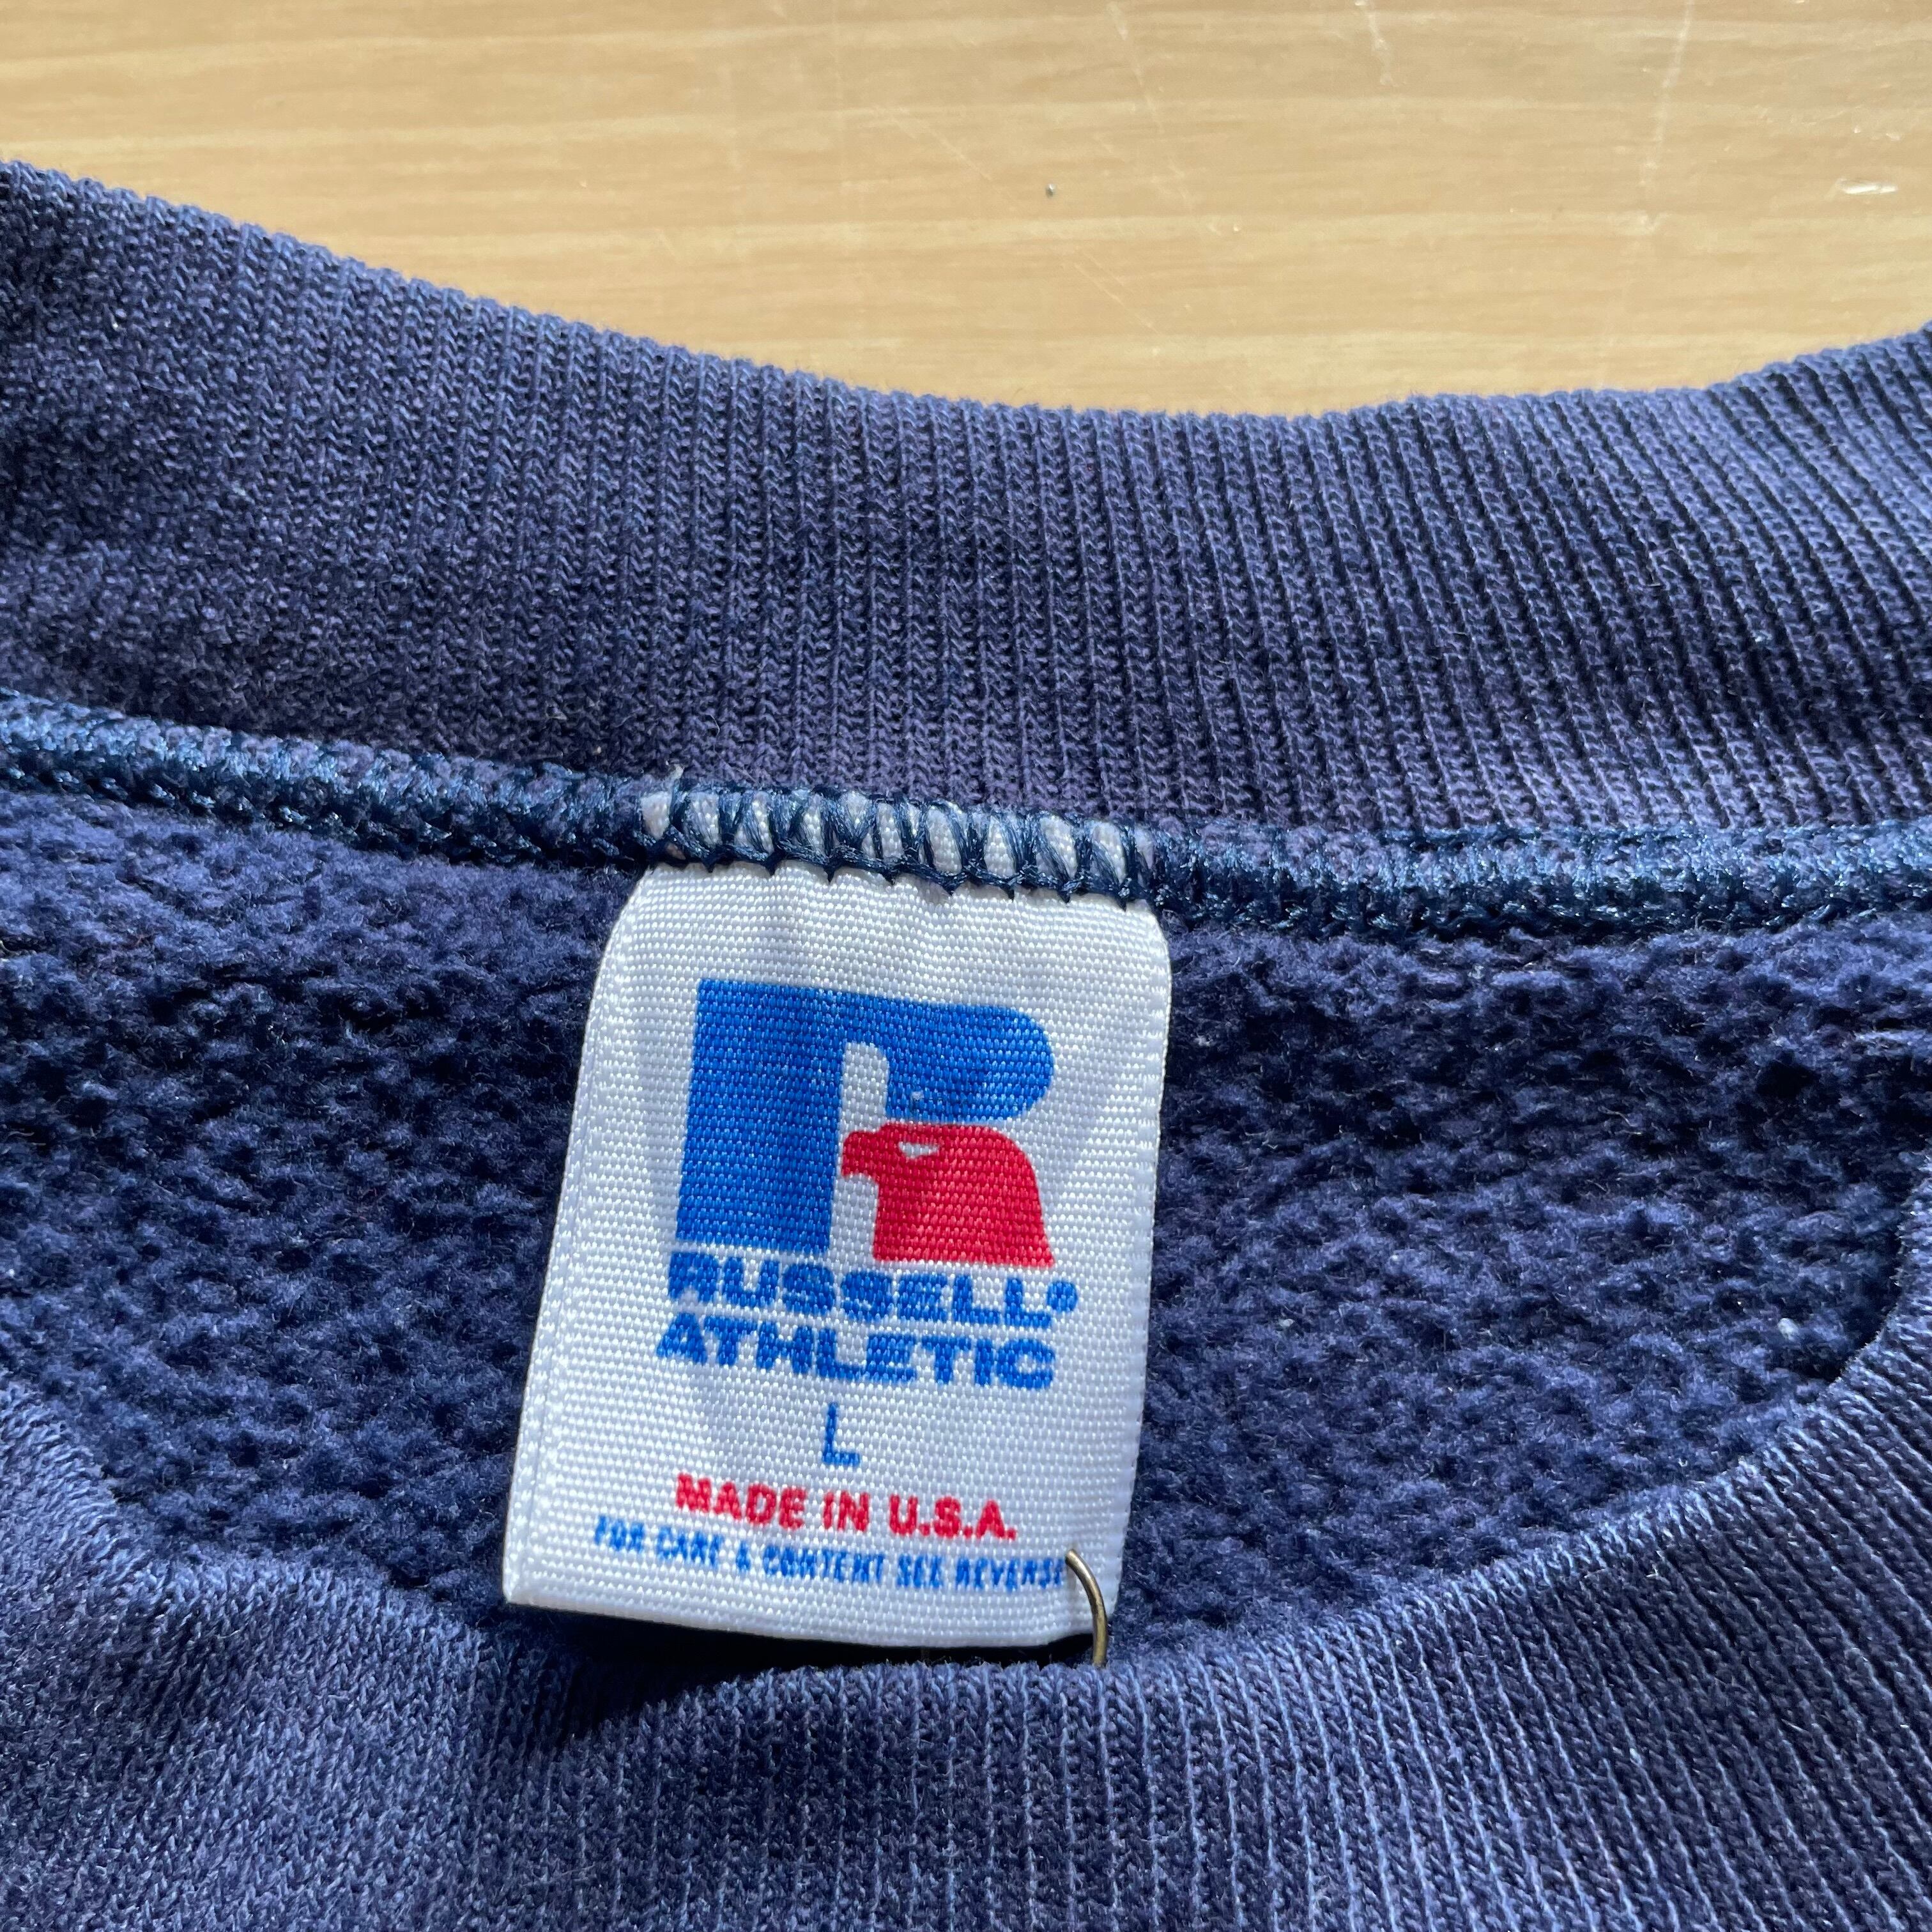 R
RUSSELL®
ATHLETIC
L
MADE IN U.S.A.
FOR CARE & CONTENT SEE REVERSE